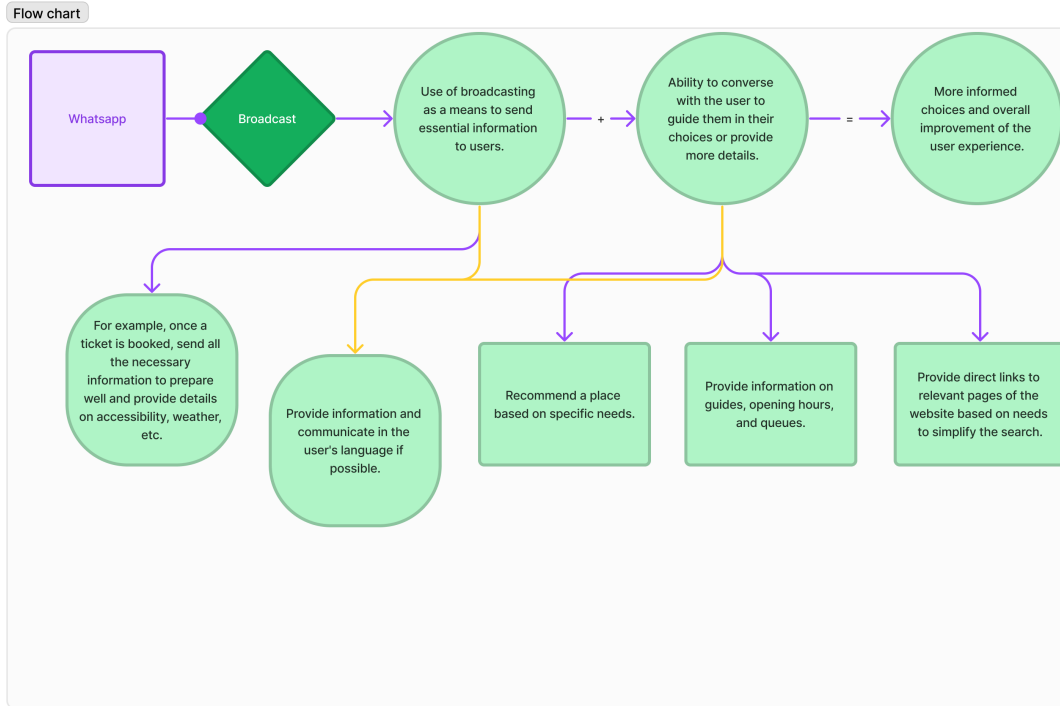 Flow chart
Whatsapp
Broadcast
Use of broadcasting
as a means to send
essential information
to users.
+
Ability to converse
with the user to
guide them in their
choices or provide
more details.
=
More informed
choices and overall
improvement of the
user experience.
For example, once a
ticket is booked, send all
the necessary
information to prepare
well and provide details
on accessibility, weather,
etc.
Provide information and
communicate in the
user's language if
possible.
Recommend a place
based on specific needs.
Provide information on
guides, opening hours,
and queues.
Provide direct links to
relevant pages of the
website based on needs
to simplify the search.